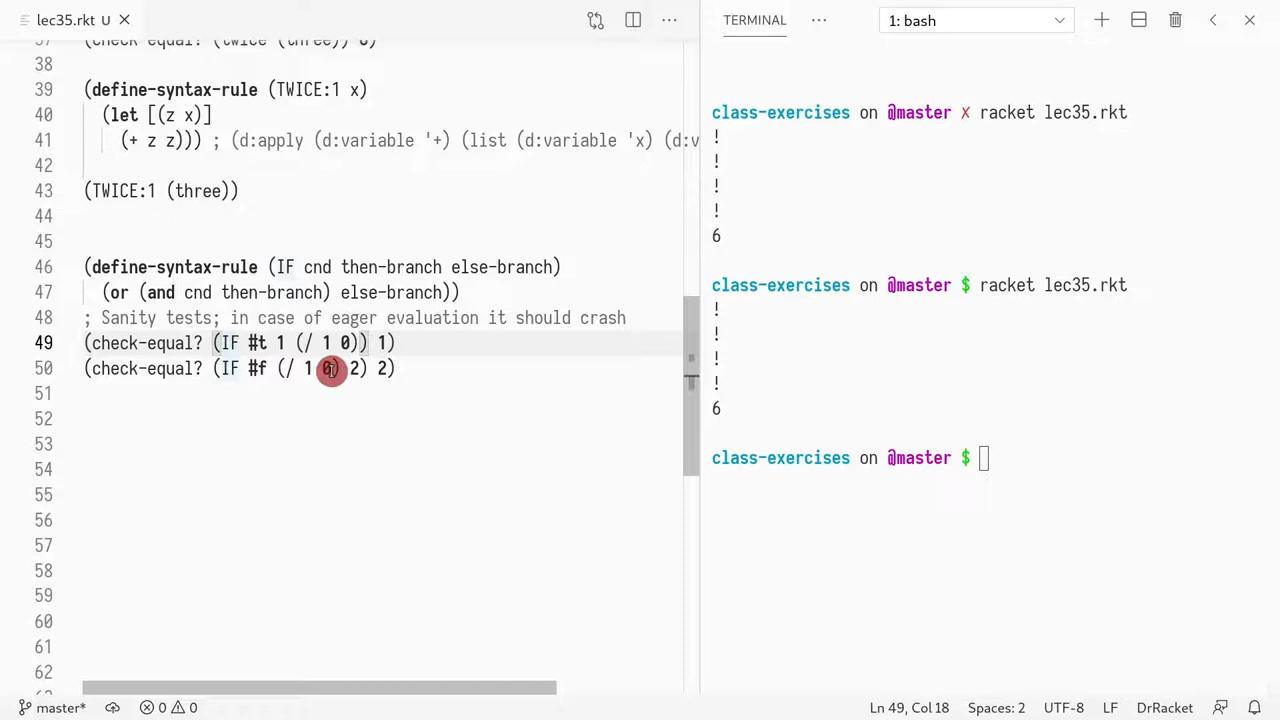 lec35.rkt U
TERMINAL
1: bash
37 (check-equal? (twice (three)) 6)
38
39 (define-syntax-rule (TWICE:1 x)
40 (let [(z x)]
41 (+ z z))) ; (d:apply (d:variable '+) (list (d:variable 'x) (d:v
42
43 (TWICE:1 (three))
44
45
46 (define-syntax-rule (IF cnd then-branch else-branch)
47 (or (and cnd then-branch) else-branch))
48 ; Sanity tests; in case of eager evaluation it should crash
49 (check-equal? (IF #t 1 (/ 1 0)) 1)
50 (check-equal? (IF #f (/ 1 0) 2) 2)
51
52
53
54
55
56
57
58
59
60
61
62
class-exercises on @master ✗ racket lec35.rkt
!
!
!
!
6
class-exercises on @master $ racket lec35.rkt
!
!
!
!
6
class-exercises on @master $
master* 0 0 Ln 49, Col 18 Spaces: 2 UTF-8 LF DrRacket